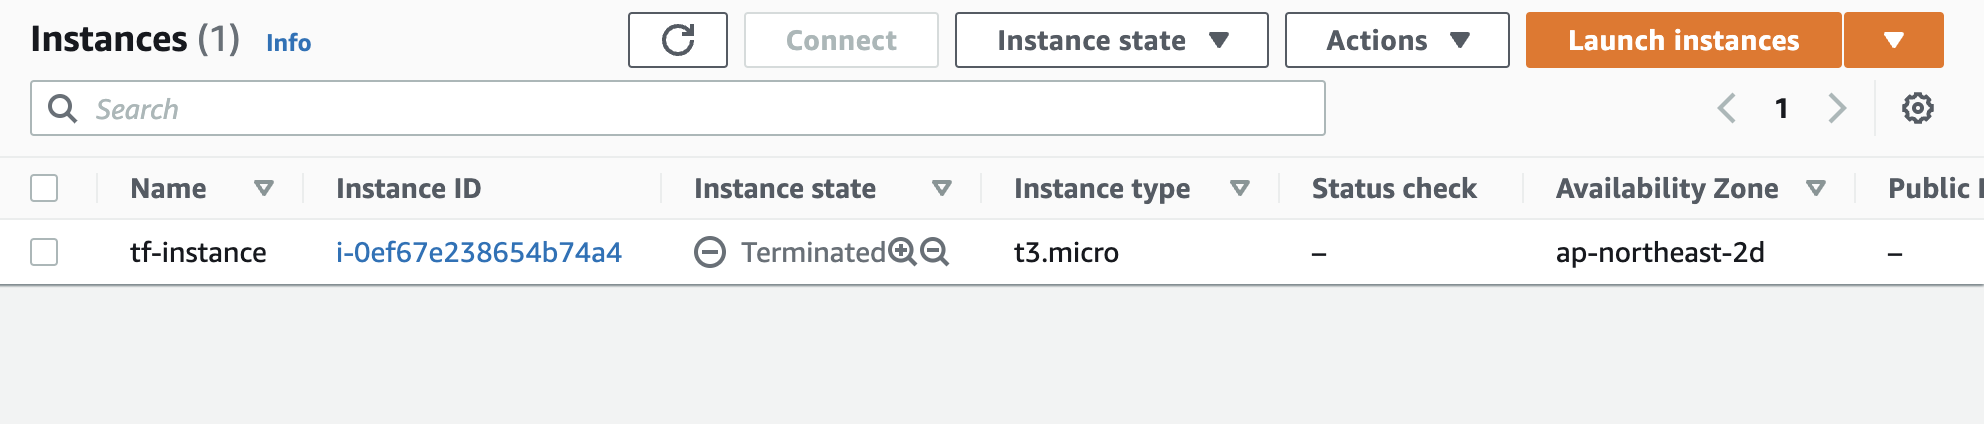 Instances (1) Info Connect Instance state Actions Launch instances
Search 1
Name Instance ID Instance state Instance type Status check Availability Zone Public
tf-instance i-0ef67e238654b74a4 Terminated t3.micro – ap-northeast-2d –